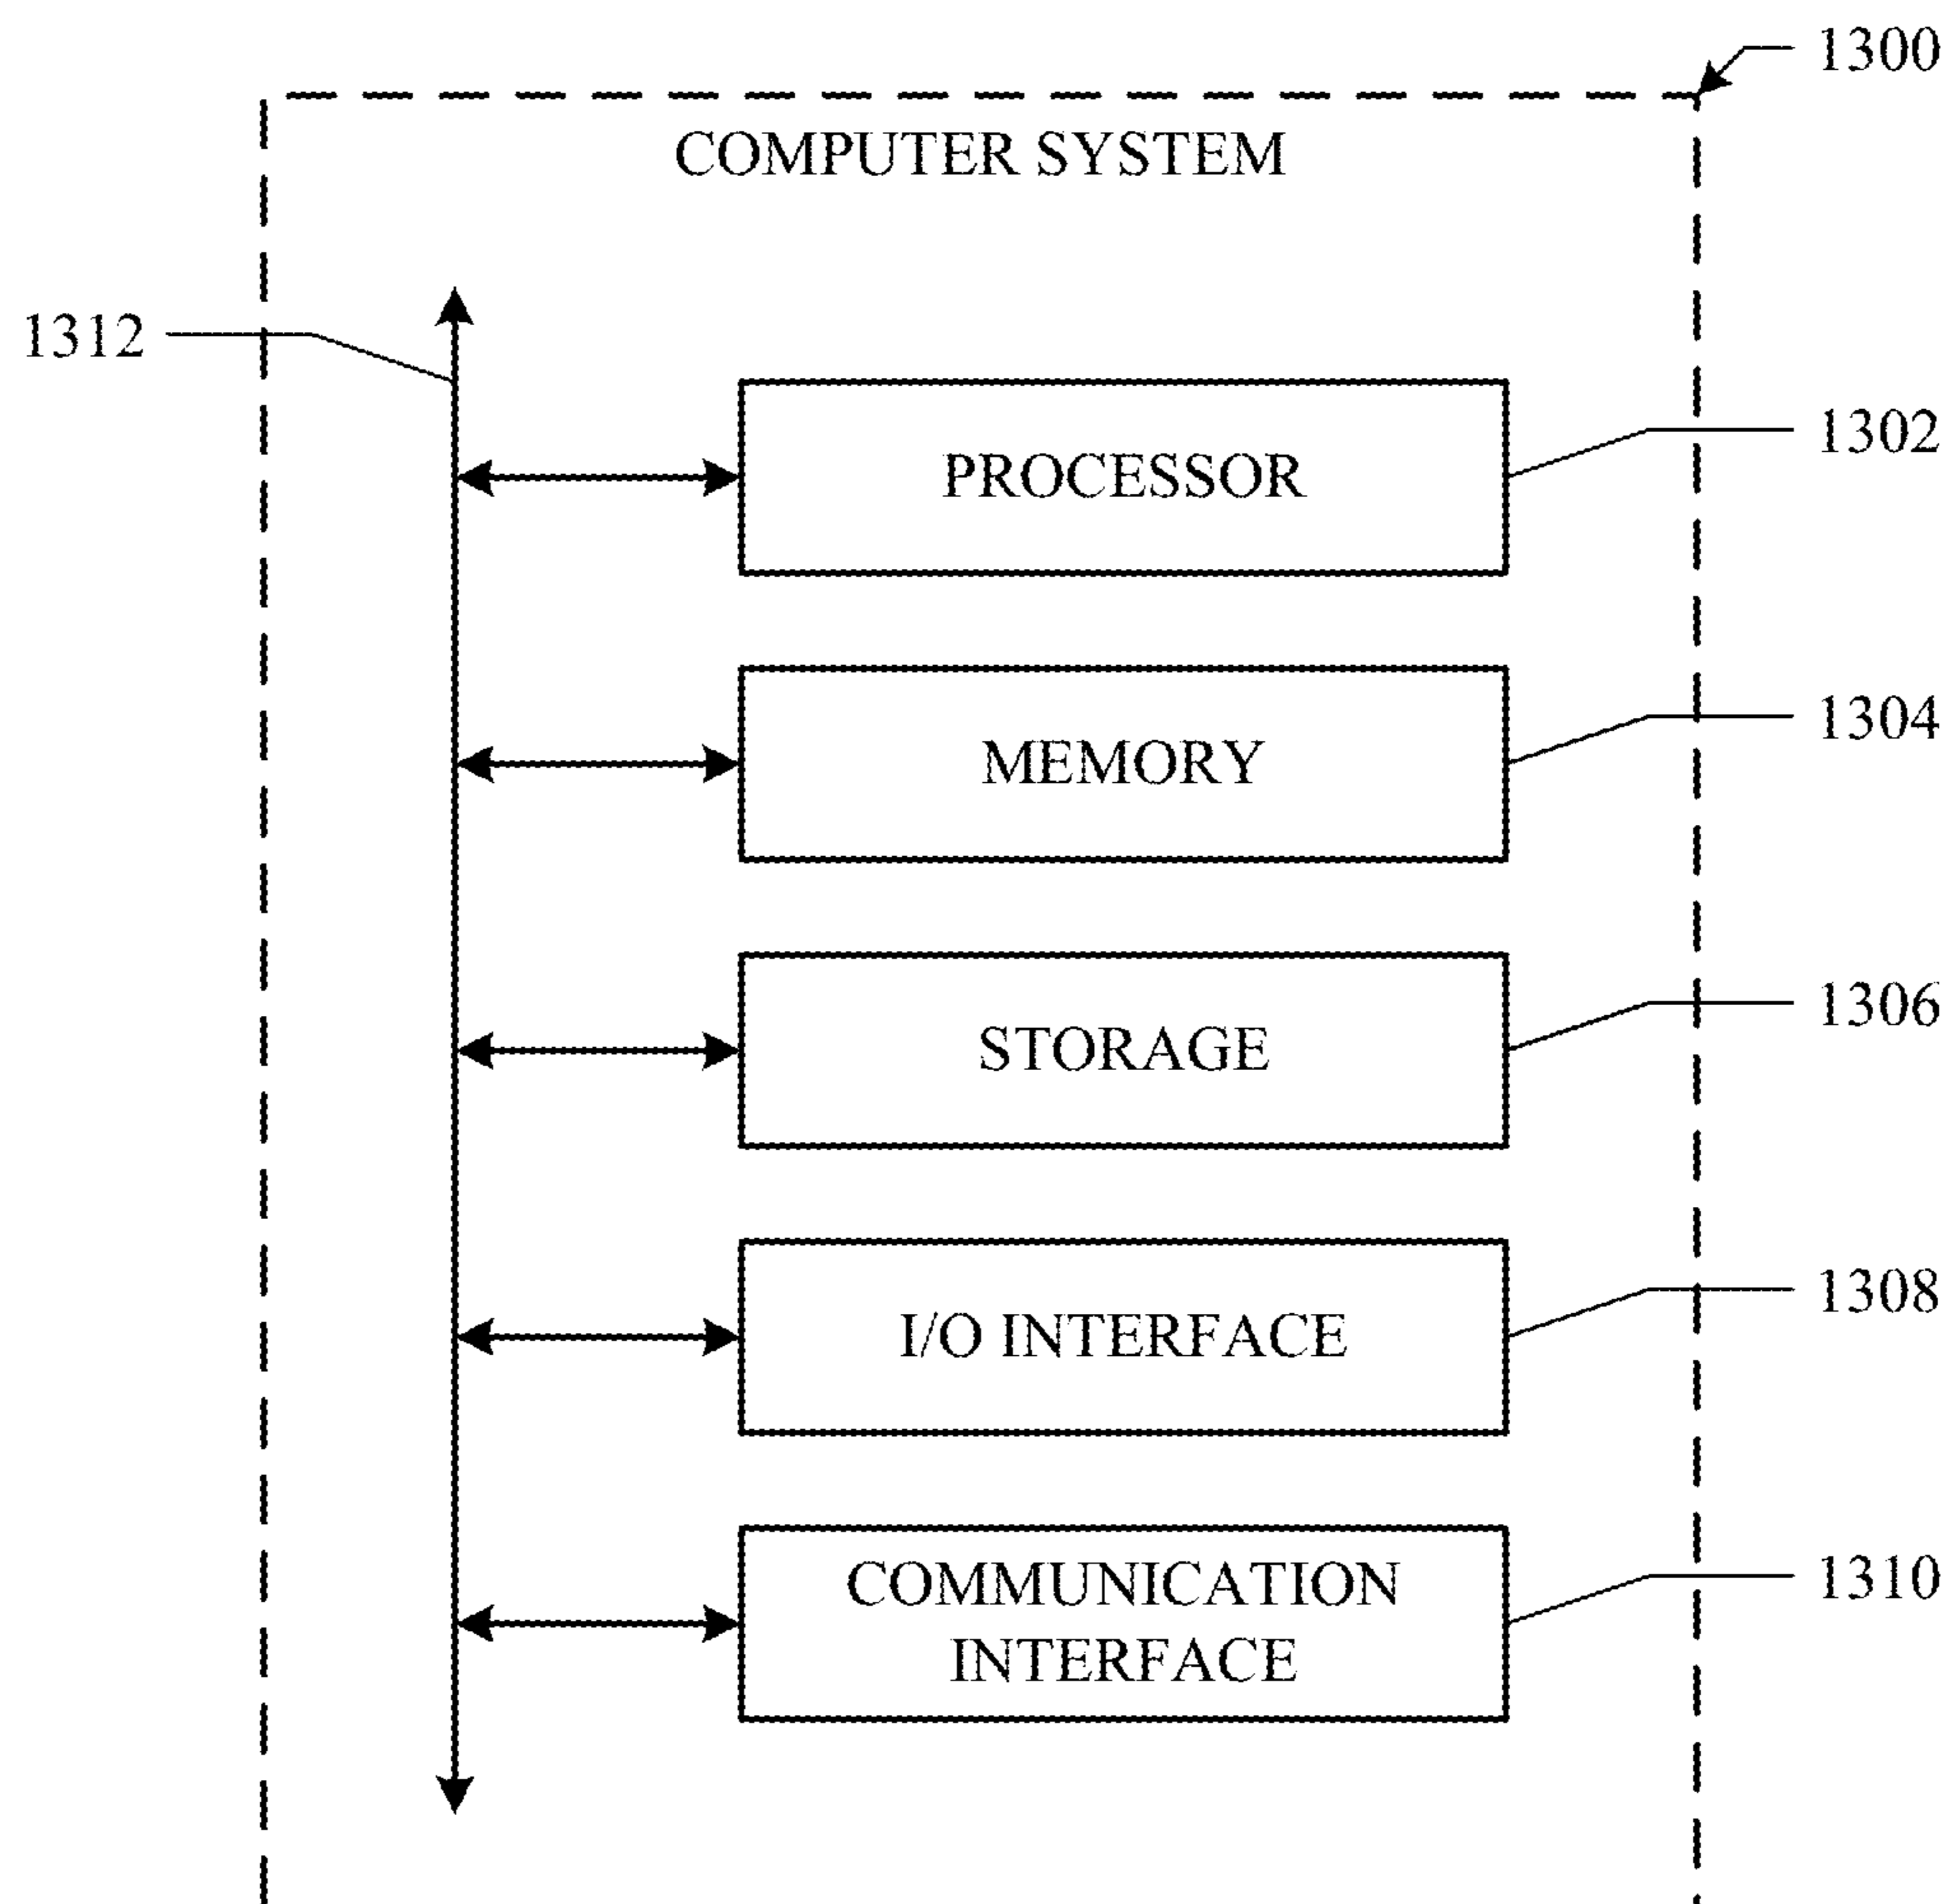 1300
COMPUTER SYSTEM
1312
PROCESSOR
1302
MEMORY
1304
STORAGE
1306
I/O INTERFACE
1308
COMMUNICATION
INTERFACE
1310